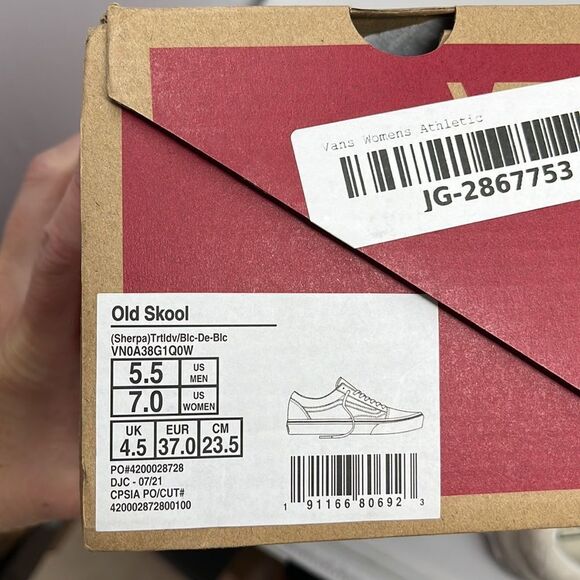 Vans Womens Athletic
JG-2867753
Old Skool
(Sherpa)Trtldv/Blc-De-Blc
VN0A38G1Q0W
5.5 US MEN
7.0 US WOMEN
UK EUR CM
4.5 37.0 23.5
PO#4200028728
DJC - 07/21
CPSIA PO/CUT#
420002872800100
1 91166 80692 3